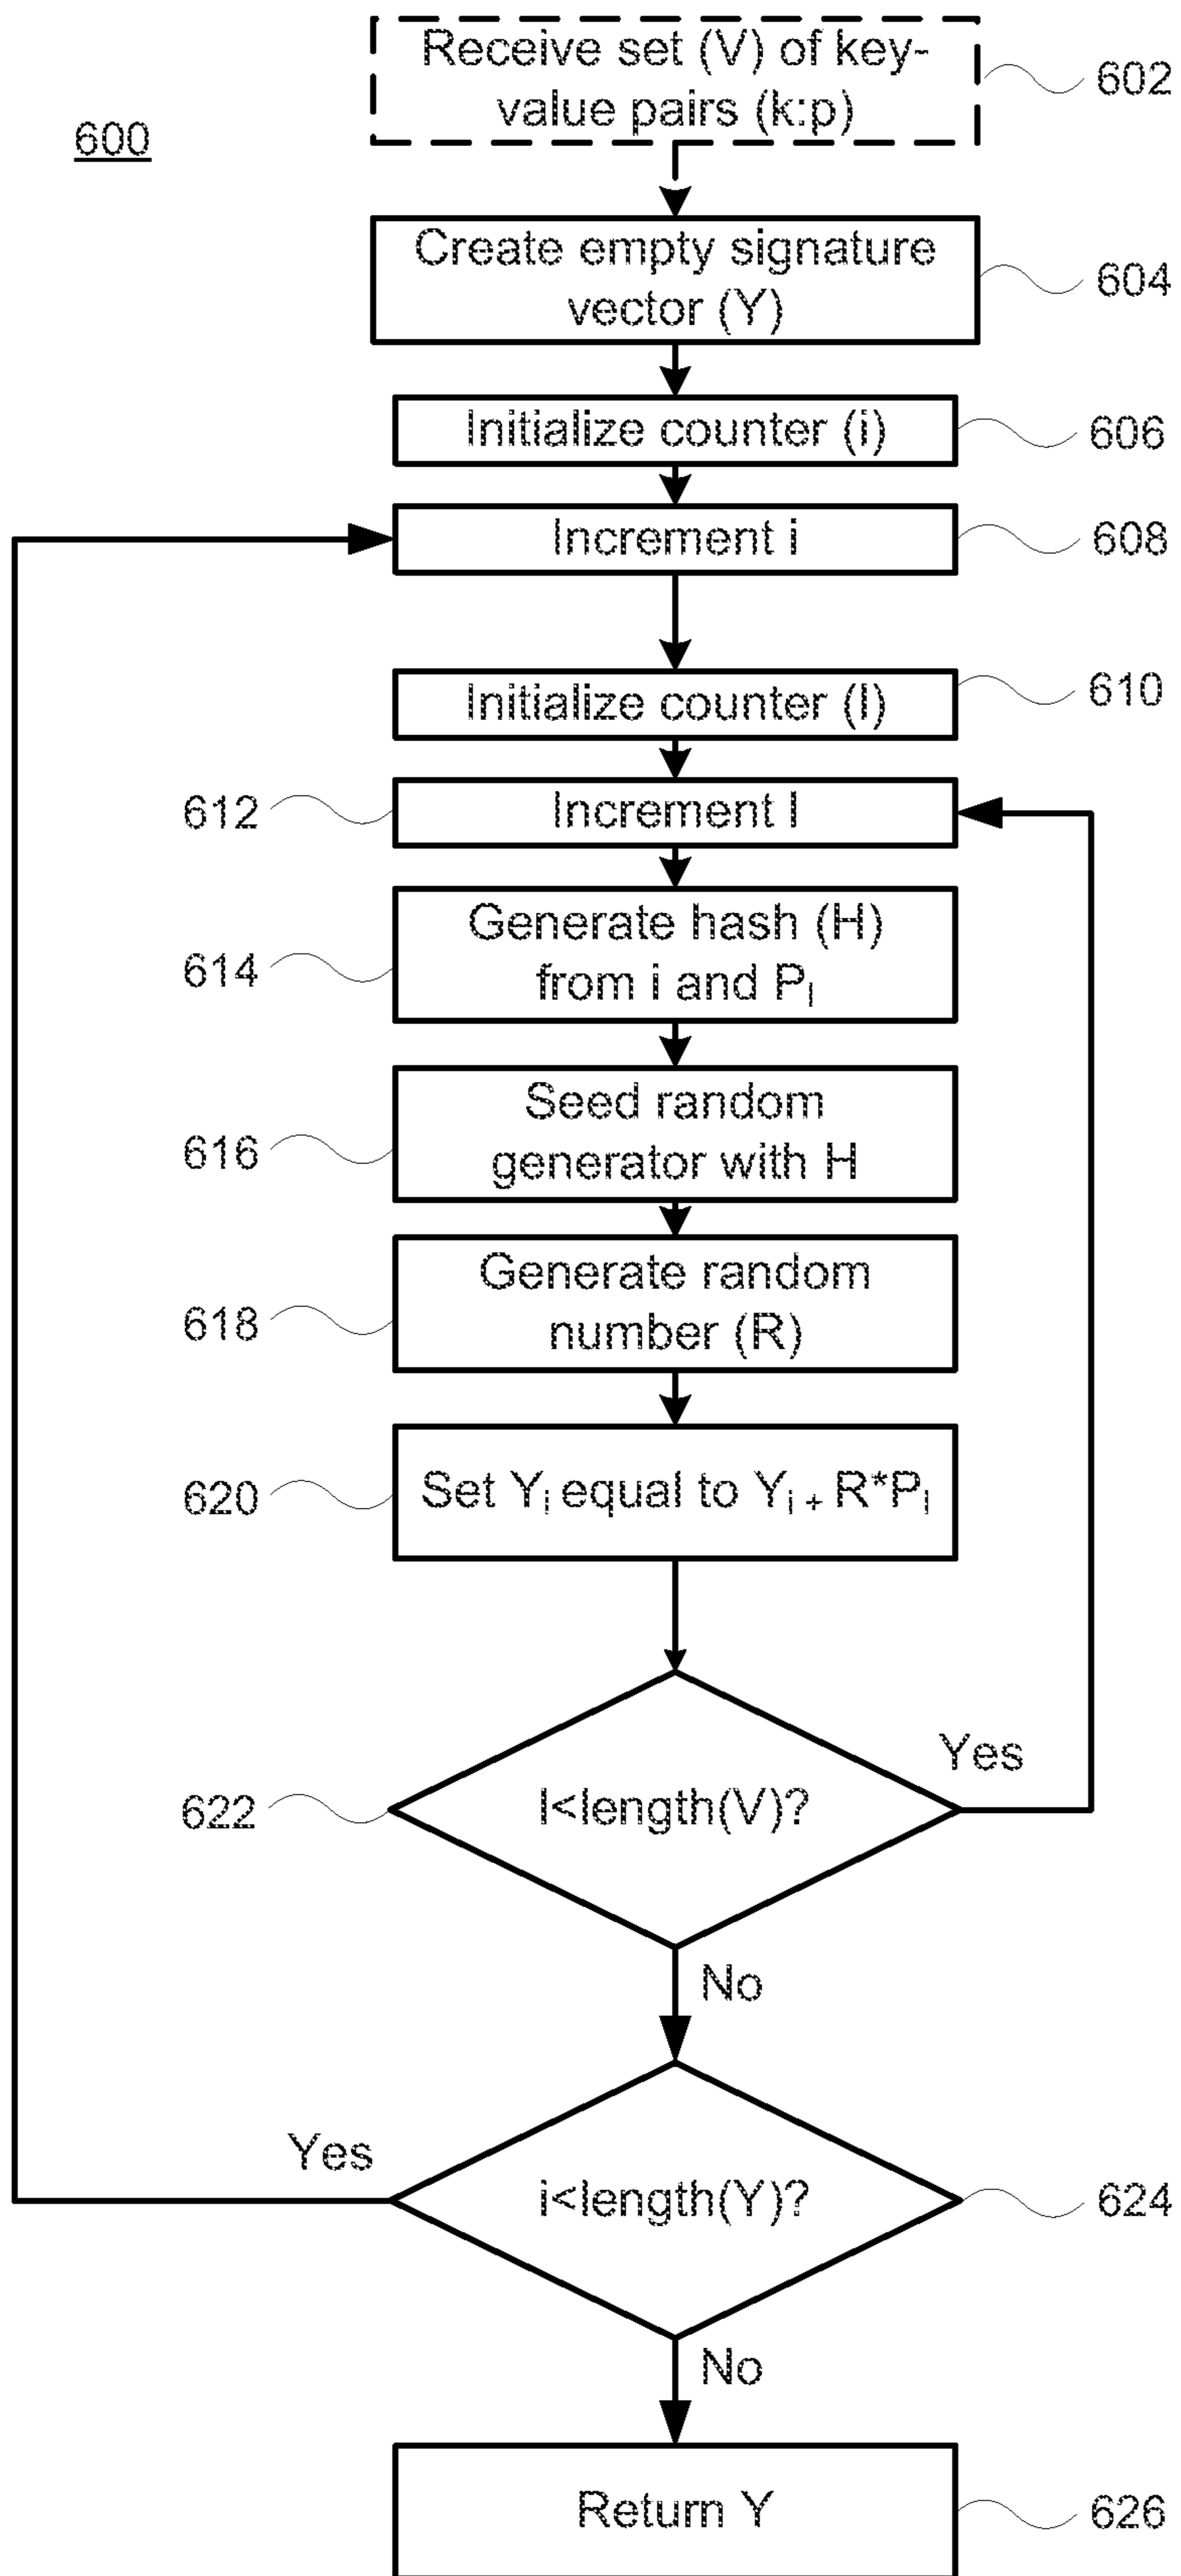 600
Receive set (V) of key-
value pairs (k:p)
602
Create empty signature
vector (Y)
604
Initialize counter (i)
606
Increment i
608
Initialize counter (l)
610
Increment l
612
Generate hash (H)
from i and Pl
614
Seed random
generator with H
616
Generate random
number (R)
618
Set Yi equal to Yi + R*Pl
620
l<length(V)?
622
Yes
No
i<length(Y)?
624
Yes
No
Return Y
626